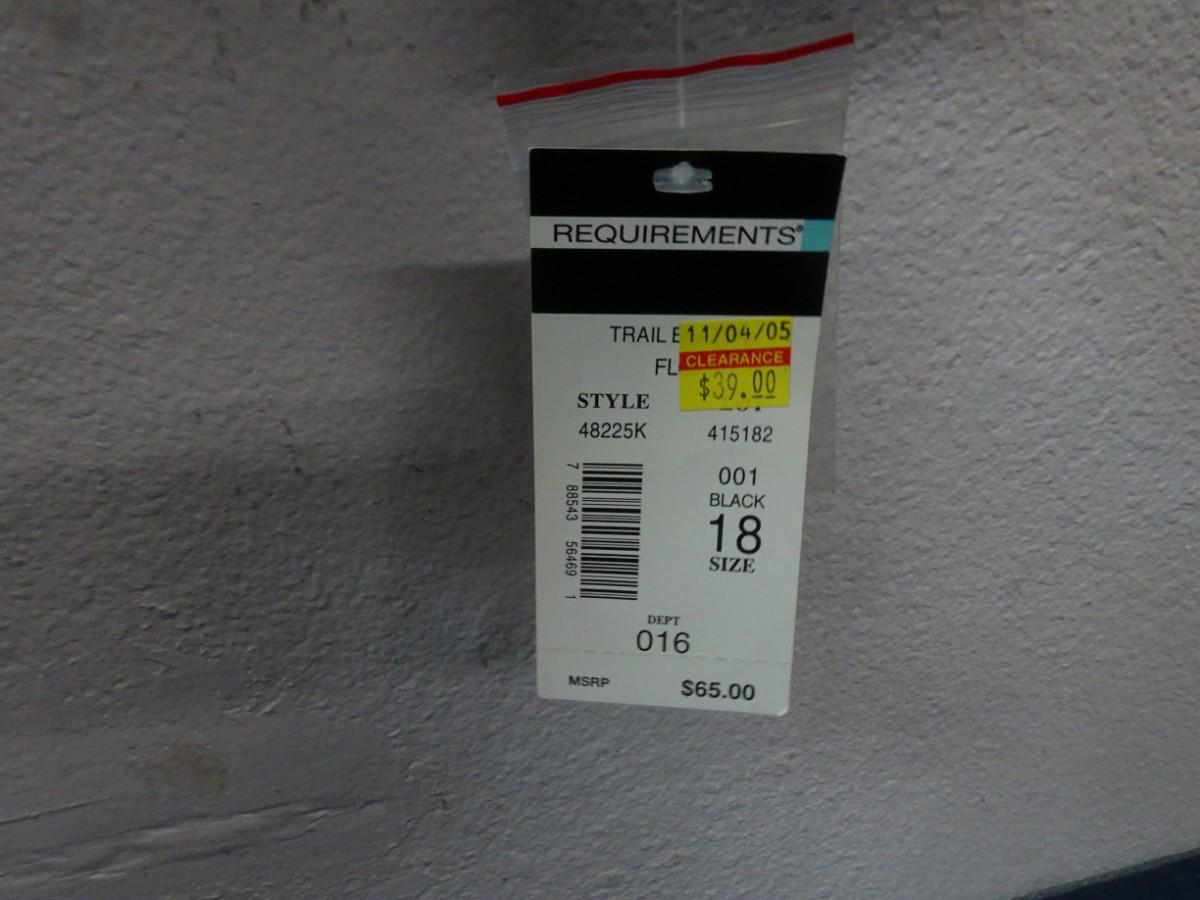 REQUIREMENTS®
TRAIL
11/04/05
CLEARANCE
$39.00
STYLE
48225K
415182
7 88543 56469 1
001
BLACK
18
SIZE
DEPT
016
MSRP $65.00